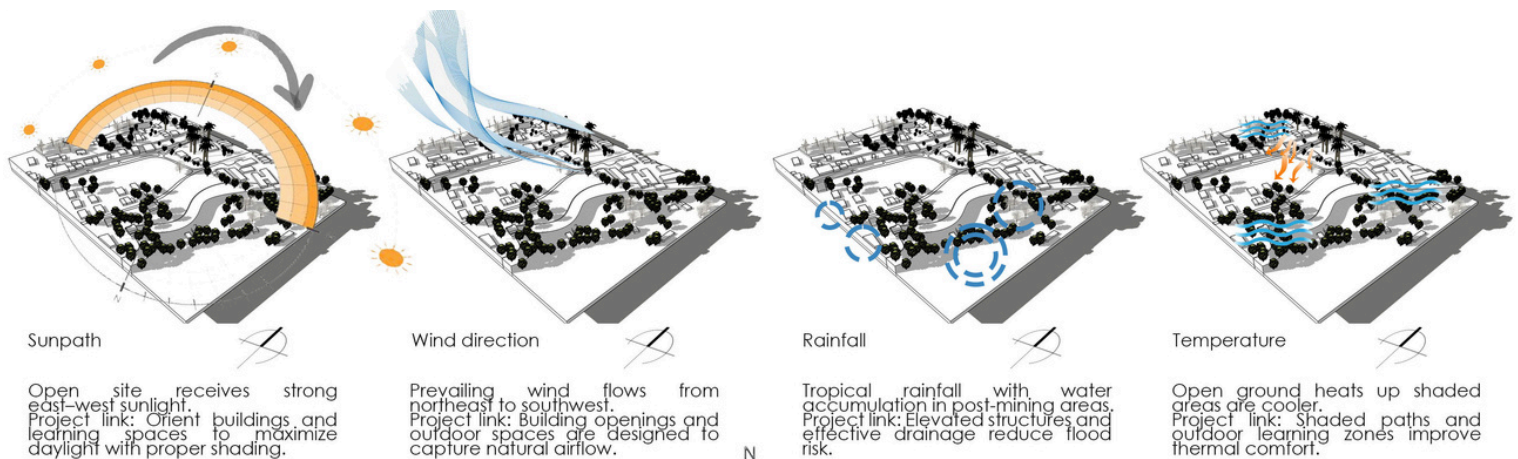 S
N
Sunpath
Open site receives strong
east–west sunlight.
Project link: Orient buildings and
learning spaces to maximize
daylight with proper shading.
Wind direction
Prevailing wind flows from
northeast to southwest.
Project link: Building openings and
outdoor spaces are designed to
capture natural airflow.
N
Rainfall
Tropical rainfall with water
accumulation in post-mining areas.
Project link: Elevated structures and
effective drainage reduce flood
risk.
Temperature
Open ground heats up shaded
areas are cooler.
Project link: Shaded paths and
outdoor learning zones improve
thermal comfort.